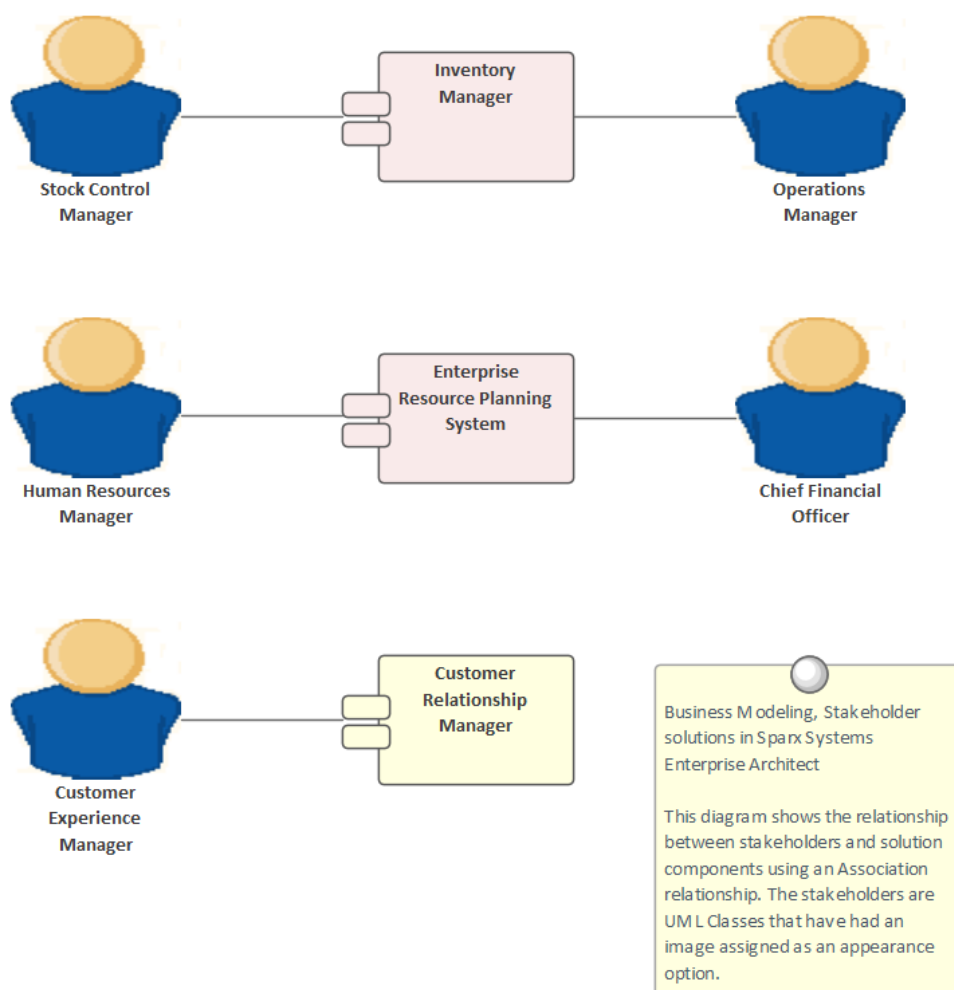 Inventory
Manager
Stock Control
Manager
Operations
Manager
Enterprise
Resource Planning
System
Human Resources
Manager
Chief Financial
Officer
Customer
Relationship
Manager
Customer
Experience
Manager
Business Modeling, Stakeholder
solutions in Sparx Systems
Enterprise Architect
This diagram shows the relationship
between stakeholders and solution
components using an Association
relationship. The stakeholders are
UML Classes that have had an
image assigned as an appearance
option.